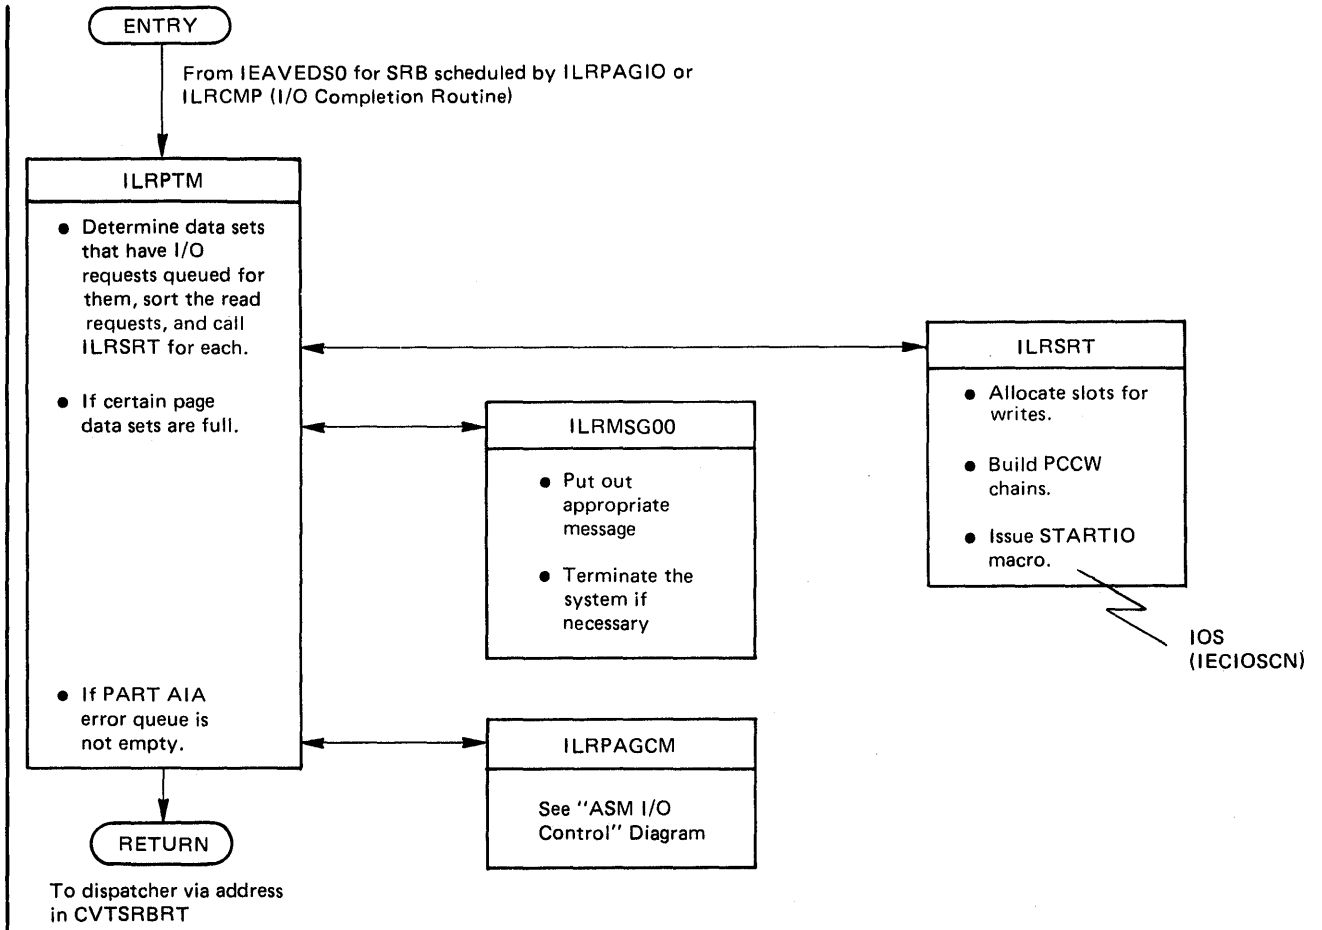 ENTRY
From IEAVEDS0 for SRB scheduled by ILRPAGIO or
ILRCMP (I/O Completion Routine)
ILRPTM
● Determine data sets
that have I/O
requests queued for
them, sort the read
requests, and call
ILRSRT for each.
● If certain page
data sets are full.
● If PART AIA
error queue is
not empty.
ILRSRT
● Allocate slots for
writes.
● Build PCCW
chains.
● Issue STARTIO
macro.
IOS
(IECIOSCN)
ILRMSG00
● Put out
appropriate
message
● Terminate the
system if
necessary
ILRPAGCM
See "ASM I/O
Control" Diagram
RETURN
To dispatcher via address
in CVTSRBRT